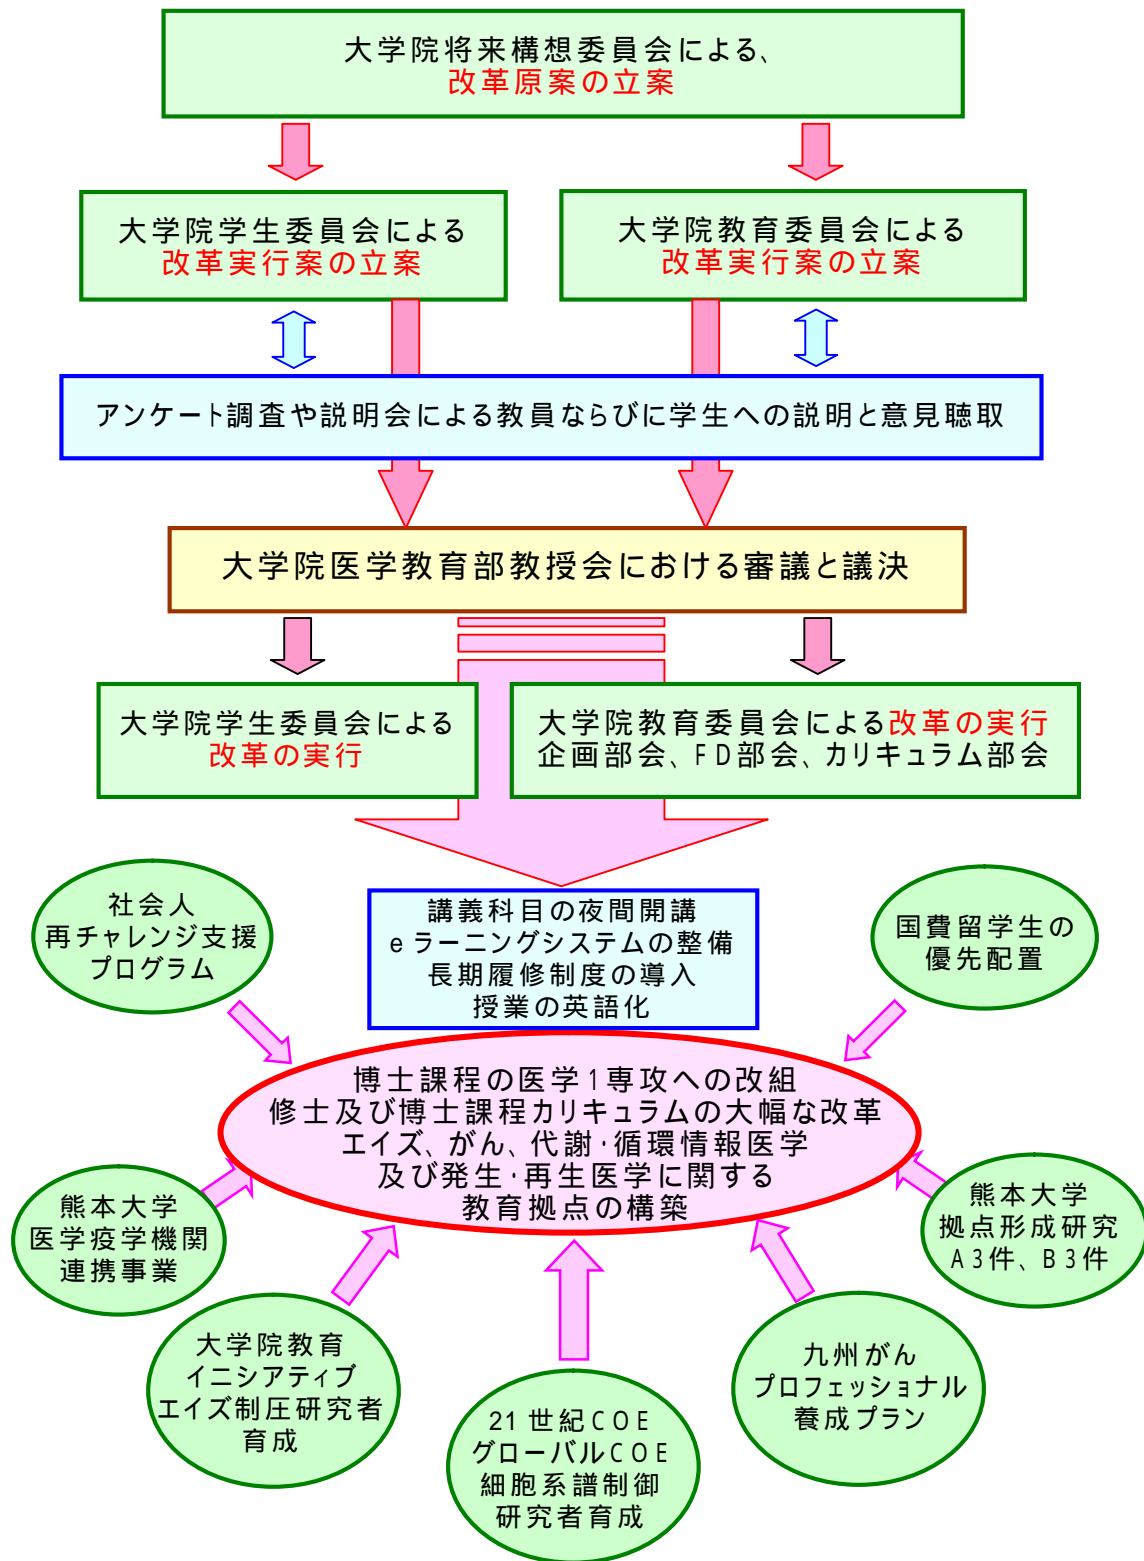 大学院将来構想委員会による、
改革原案の立案
大学院学生委員会による
改革実行案の立案
大学院教育委員会による
改革実行案の立案
アンケート調査や説明会による教員ならびに学生への説明と意見聴取
大学院医学教育部教授会における審議と議決
大学院学生委員会による
改革の実行
大学院教育委員会による改革の実行
企画部会、FD部会、カリキュラム部会
社会人
再チャレンジ支援
プログラム
講義科目の夜間開講
eラーニングシステムの整備
長期履修制度の導入
授業の英語化
国費留学生の
優先配置
博士課程の医学1専攻への改組
修士及び博士課程カリキュラムの大幅な改革
エイズ、がん、代謝・循環情報医学
及び発生・再生医学に関する
教育拠点の構築
熊本大学
医学疫学機関
連携事業
熊本大学
拠点形成研究
A3件、B3件
大学院教育
イニシアティブ
エイズ制圧研究者
育成
21世紀COE
グローバルCOE
細胞系譜制御
研究者育成
九州がん
プロフェッショナル
養成プラン